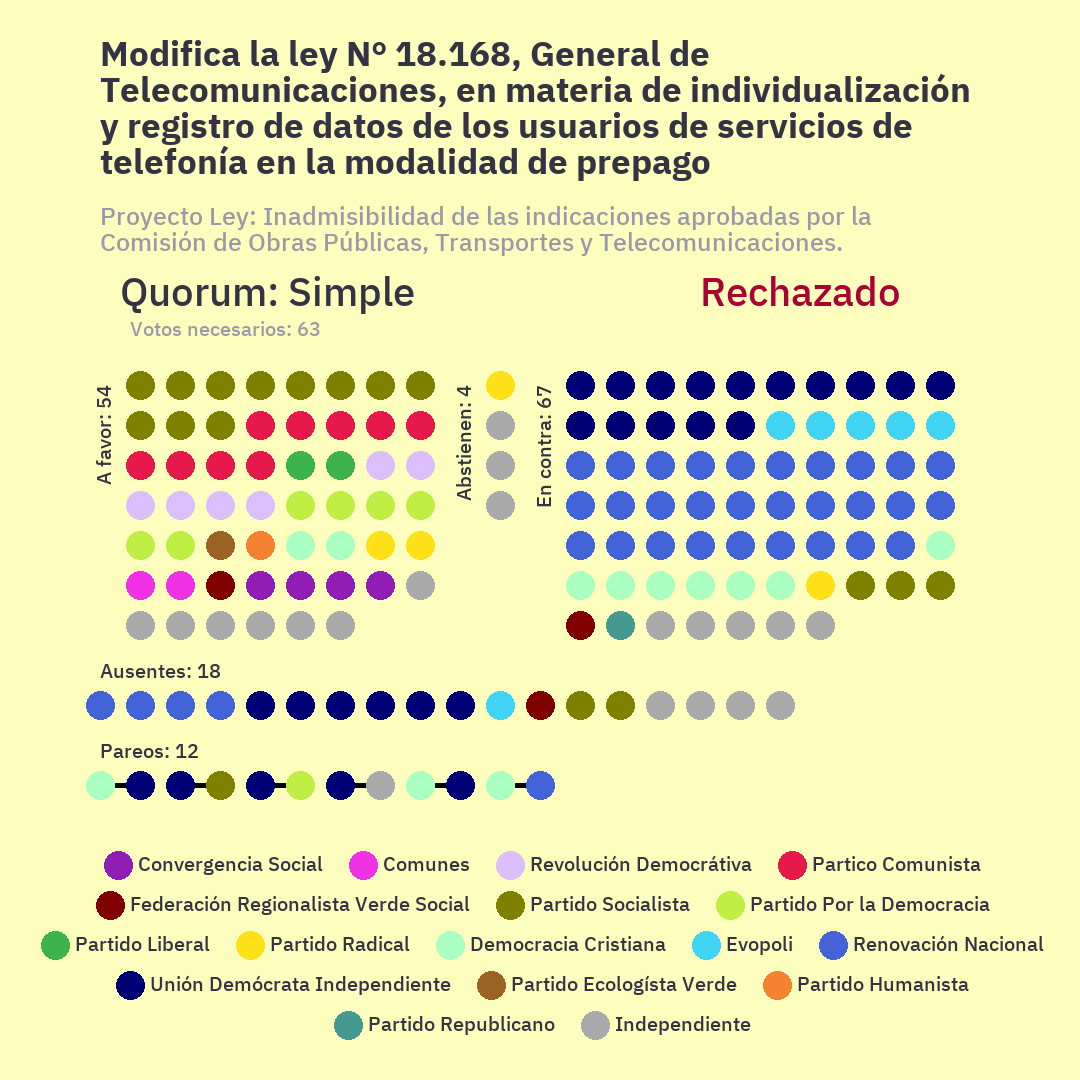 Modifica la ley N° 18.168, General de
Telecomunicaciones, en materia de individualización
y registro de datos de los usuarios de servicios de
telefonía en la modalidad de prepago
Proyecto Ley: Inadmisibilidad de las indicaciones aprobadas por la
Comisión de Obras Públicas, Transportes y Telecomunicaciones.
Quorum: Simple
Rechazado
Votos necesarios: 63
A favor: 54
Abstienen: 4
En contra: 67
Ausentes: 18
Pareos: 12
Convergencia Social
Comunes
Revolución Democrátiva
Partico Comunista
Federación Regionalista Verde Social
Partido Socialista
Partido Por la Democracia
Partido Liberal
Partido Radical
Democracia Cristiana
Evopoli
Renovación Nacional
Unión Demócrata Independiente
Partido Ecologísta Verde
Partido Humanista
Partido Republicano
Independiente